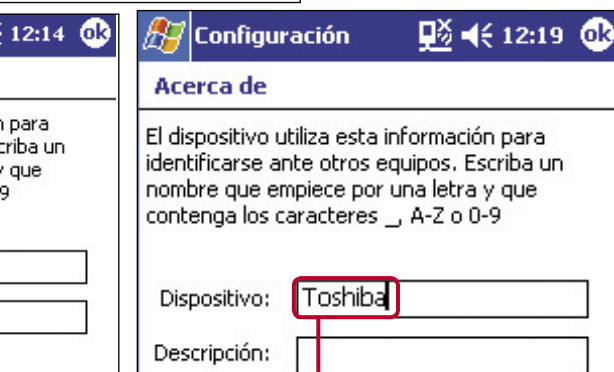 12:14 ok
para
criba un
y que
9
Configuración 12:19 ok
Acerca de
El dispositivo utiliza esta información para
identificarse ante otros equipos. Escriba un
nombre que empiece por una letra y que
contenga los caracteres _, A-Z o 0-9
Dispositivo: Toshiba
Descripción: